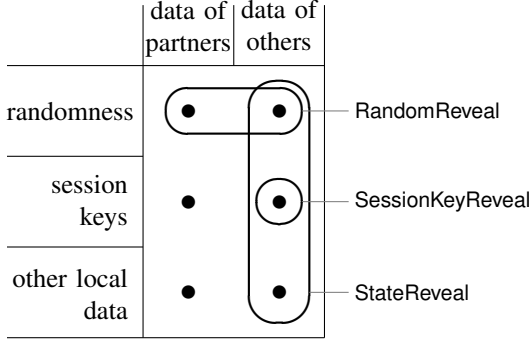 data of data of
partners others
randomness RandomReveal
session
keys SessionKeyReveal
other local StateReveal
data